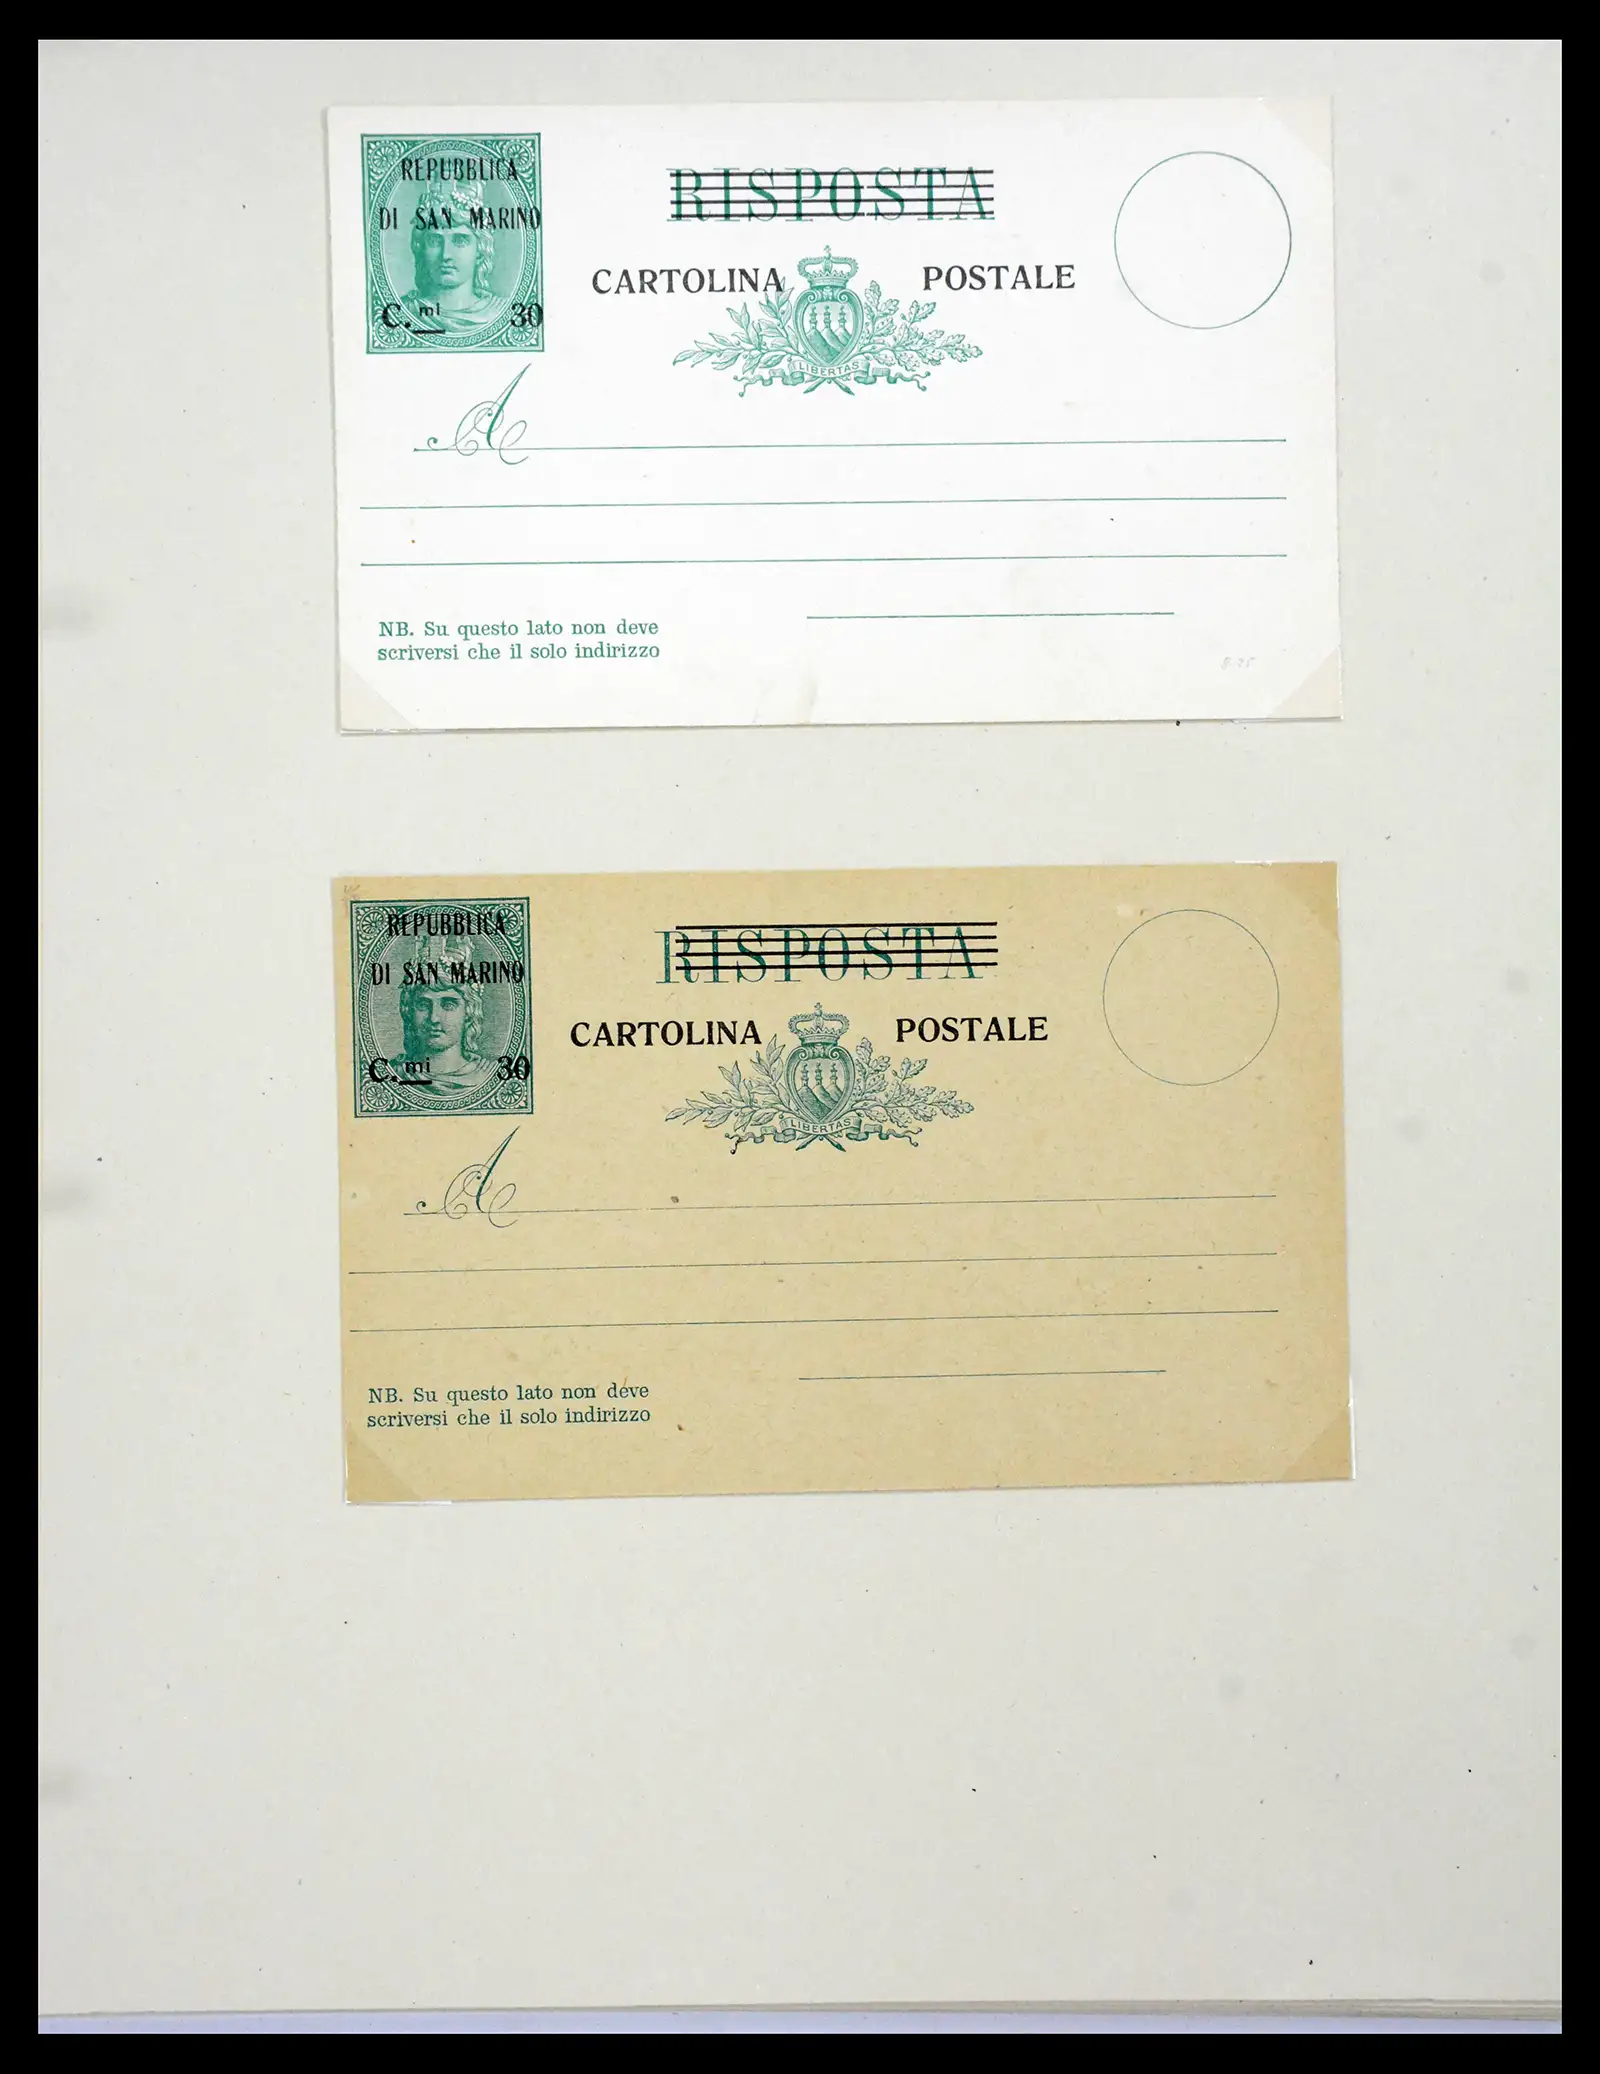 REPUBBLICA
DI SAN MARINO
C.mi 30
RISPOSTA
CARTOLINA POSTALE
LIBERTAS
A
NB. Su questo lato non deve
scriversi che il solo indirizzo
REPUBBLICA
DI SAN MARINO
C.mi 30
RISPOSTA
CARTOLINA POSTALE
LIBERTAS
A
NB. Su questo lato non deve
scriversi che il solo indirizzo